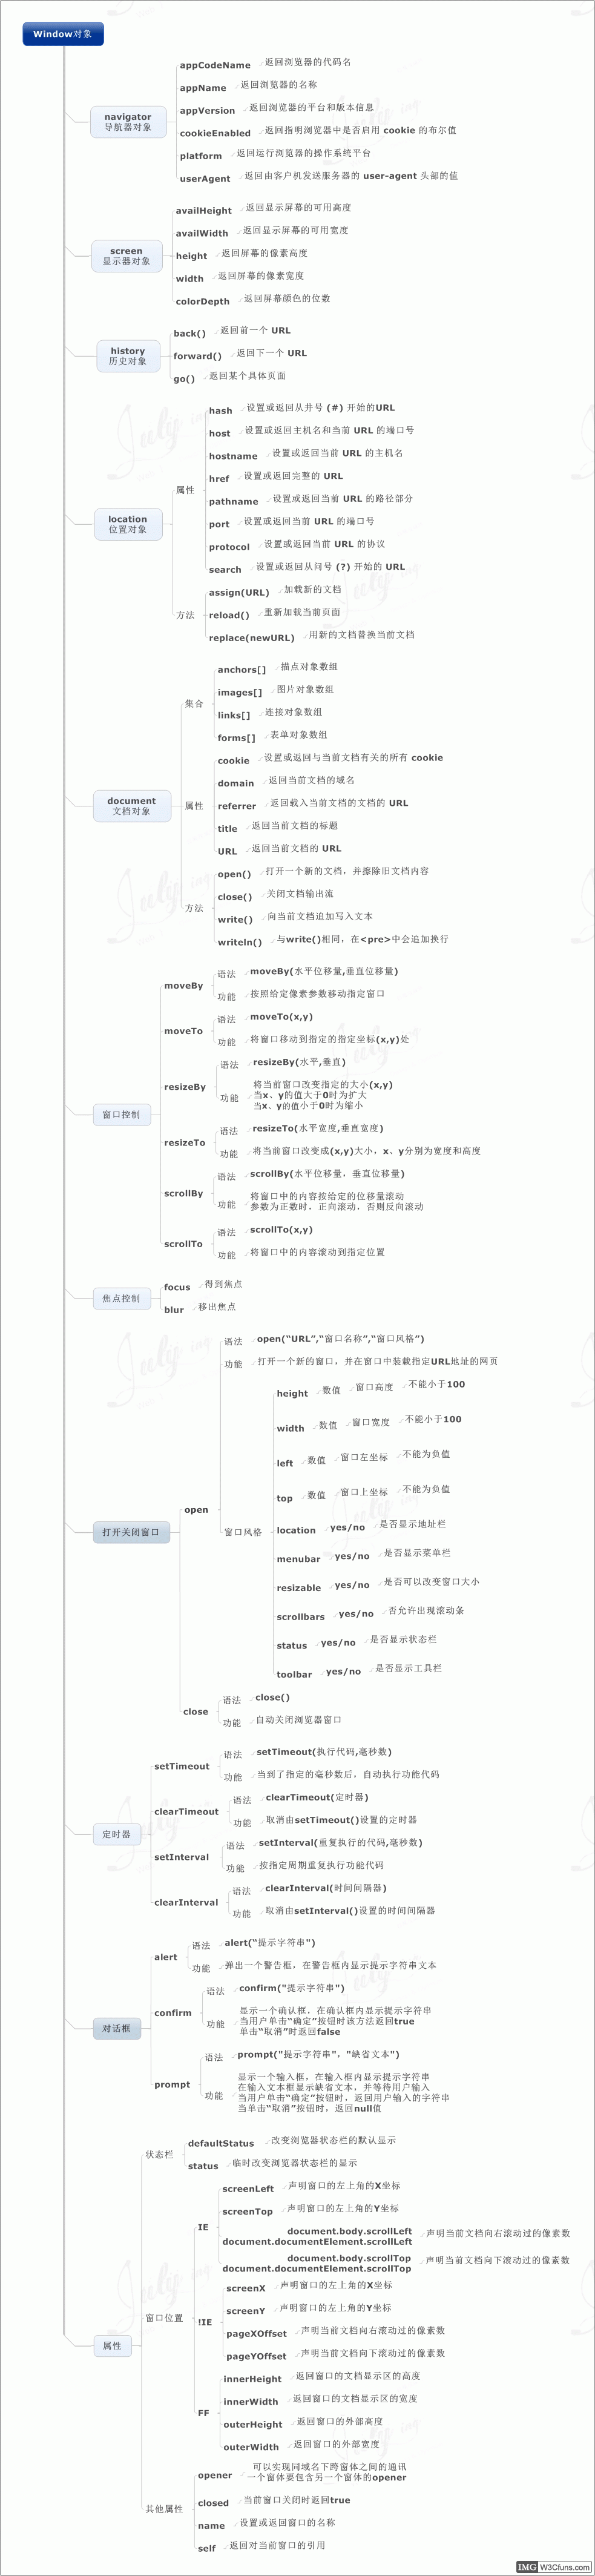 Window对象
navigator
导航器对象
appCodeName 返回浏览器的代码名
appName 返回浏览器的名称
appVersion 返回浏览器的平台和版本信息
cookieEnabled 返回指明浏览器中是否启用 cookie 的布尔值
platform 返回运行浏览器的操作系统平台
userAgent 返回由客户机发送服务器的 user-agent 头部的值
screen
显示器对象
availHeight 返回显示屏幕的可用高度
availWidth 返回显示屏幕的可用宽度
height 返回屏幕的像素高度
width 返回屏幕的像素宽度
colorDepth 返回屏幕颜色的位数
history
历史对象
back() 返回前一个 URL
forward() 返回下一个 URL
go() 返回某个具体页面
location
位置对象
属性
hash 设置或返回从井号 (#) 开始的URL
host 设置或返回主机名和当前 URL 的端口号
hostname 设置或返回当前 URL 的主机名
href 设置或返回完整的 URL
pathname 设置或返回当前 URL 的路径部分
port 设置或返回当前 URL 的端口号
protocol 设置或返回当前 URL 的协议
search 设置或返回从问号 (?) 开始的 URL
方法
assign(URL) 加载新的文档
reload() 重新加载当前页面
replace(newURL) 用新的文档替换当前文档
document
文档对象
集合
anchors[] 描点对象数组
images[] 图片对象数组
links[] 连接对象数组
forms[] 表单对象数组
属性
cookie 设置或返回与当前文档有关的所有 cookie
domain 返回当前文档的域名
referrer 返回载入当前文档的文档的 URL
title 返回当前文档的标题
URL 返回当前文档的 URL
方法
open() 打开一个新的文档，并擦除旧文档内容
close() 关闭文档输出流
write() 向当前文档追加写入文本
writeln() 与write()相同，在<pre>中会追加换行
窗口控制
moveBy
语法 moveBy(水平位移量,垂直位移量)
功能 按照给定像素参数移动指定窗口
moveTo
语法 moveTo(x,y)
功能 将窗口移动到指定的指定坐标(x,y)处
resizeBy
语法 resizeBy(水平,垂直)
功能 将当前窗口改变指定的大小(x,y)
当x、y的值大于0时为扩大
当x、y的值小于0时为缩小
resizeTo
语法 resizeTo(水平宽度,垂直宽度)
功能 将当前窗口改变成(x,y)大小，x、y分别为宽度和高度
scrollBy
语法 scrollBy(水平位移量，垂直位移量)
功能 将窗口中的内容按给定的位移量滚动
参数为正数时，正向滚动，否则反向滚动
scrollTo
语法 scrollTo(x,y)
功能 将窗口中的内容滚动到指定位置
焦点控制
focus 得到焦点
blur 移出焦点
打开关闭窗口
open
语法 open(“URL”,“窗口名称”,“窗口风格”)
功能 打开一个新的窗口，并在窗口中装载指定URL地址的网页
窗口风格
height 数值 窗口高度 不能小于100
width 数值 窗口宽度 不能小于100
left 数值 窗口左坐标 不能为负值
top 数值 窗口上坐标 不能为负值
location yes/no 是否显示地址栏
menubar yes/no 是否显示菜单栏
resizable yes/no 是否可以改变窗口大小
scrollbars yes/no 否允许出现滚动条
status yes/no 是否显示状态栏
toolbar yes/no 是否显示工具栏
close
语法 close()
功能 自动关闭浏览器窗口
定时器
setTimeout
语法 setTimeout(执行代码,毫秒数)
功能 当到了指定的毫秒数后，自动执行功能代码
clearTimeout
语法 clearTimeout(定时器)
功能 取消由setTimeout()设置的定时器
setInterval
语法 setInterval(重复执行的代码,毫秒数)
功能 按指定周期重复执行功能代码
clearInterval
语法 clearInterval(时间间隔器)
功能 取消由setInterval()设置的时间间隔器
对话框
alert
语法 alert(“提示字符串")
功能 弹出一个警告框，在警告框内显示提示字符串文本
confirm
语法 confirm("提示字符串”)
功能 显示一个确认框，在确认框内显示提示字符串
当用户单击“确定”按钮时该方法返回true
单击“取消”时返回false
prompt
语法 prompt("提示字符串"，"缺省文本”)
功能 显示一个输入框，在输入框内显示提示字符串
在输入文本框显示缺省文本，并等待用户输入
当用户单击“确定”按钮时，返回用户输入的字符串
当单击“取消”按钮时，返回null值
属性
状态栏
defaultStatus 改变浏览器状态栏的默认显示
status 临时改变浏览器状态栏的显示
窗口位置
IE
screenLeft 声明窗口的左上角的X坐标
screenTop 声明窗口的左上角的Y坐标
document.body.scrollLeft
document.documentElement.scrollLeft 声明当前文档向右滚动过的像素数
document.body.scrollTop
document.documentElement.scrollTop 声明当前文档向下滚动过的像素数
!IE
screenX 声明窗口的左上角的X坐标
screenY 声明窗口的左上角的Y坐标
pageXOffset 声明当前文档向右滚动过的像素数
pageYOffset 声明当前文档向下滚动过的像素数
FF
innerHeight 返回窗口的文档显示区的高度
innerWidth 返回窗口的文档显示区的宽度
outerHeight 返回窗口的外部高度
outerWidth 返回窗口的外部宽度
其他属性
opener 可以实现同域名下跨窗体之间的通讯
一个窗体要包含另一个窗体的opener
closed 当前窗口关闭时返回true
name 设置或返回窗口的名称
self 返回对当前窗口的引用
IMG W3Cfuns.com